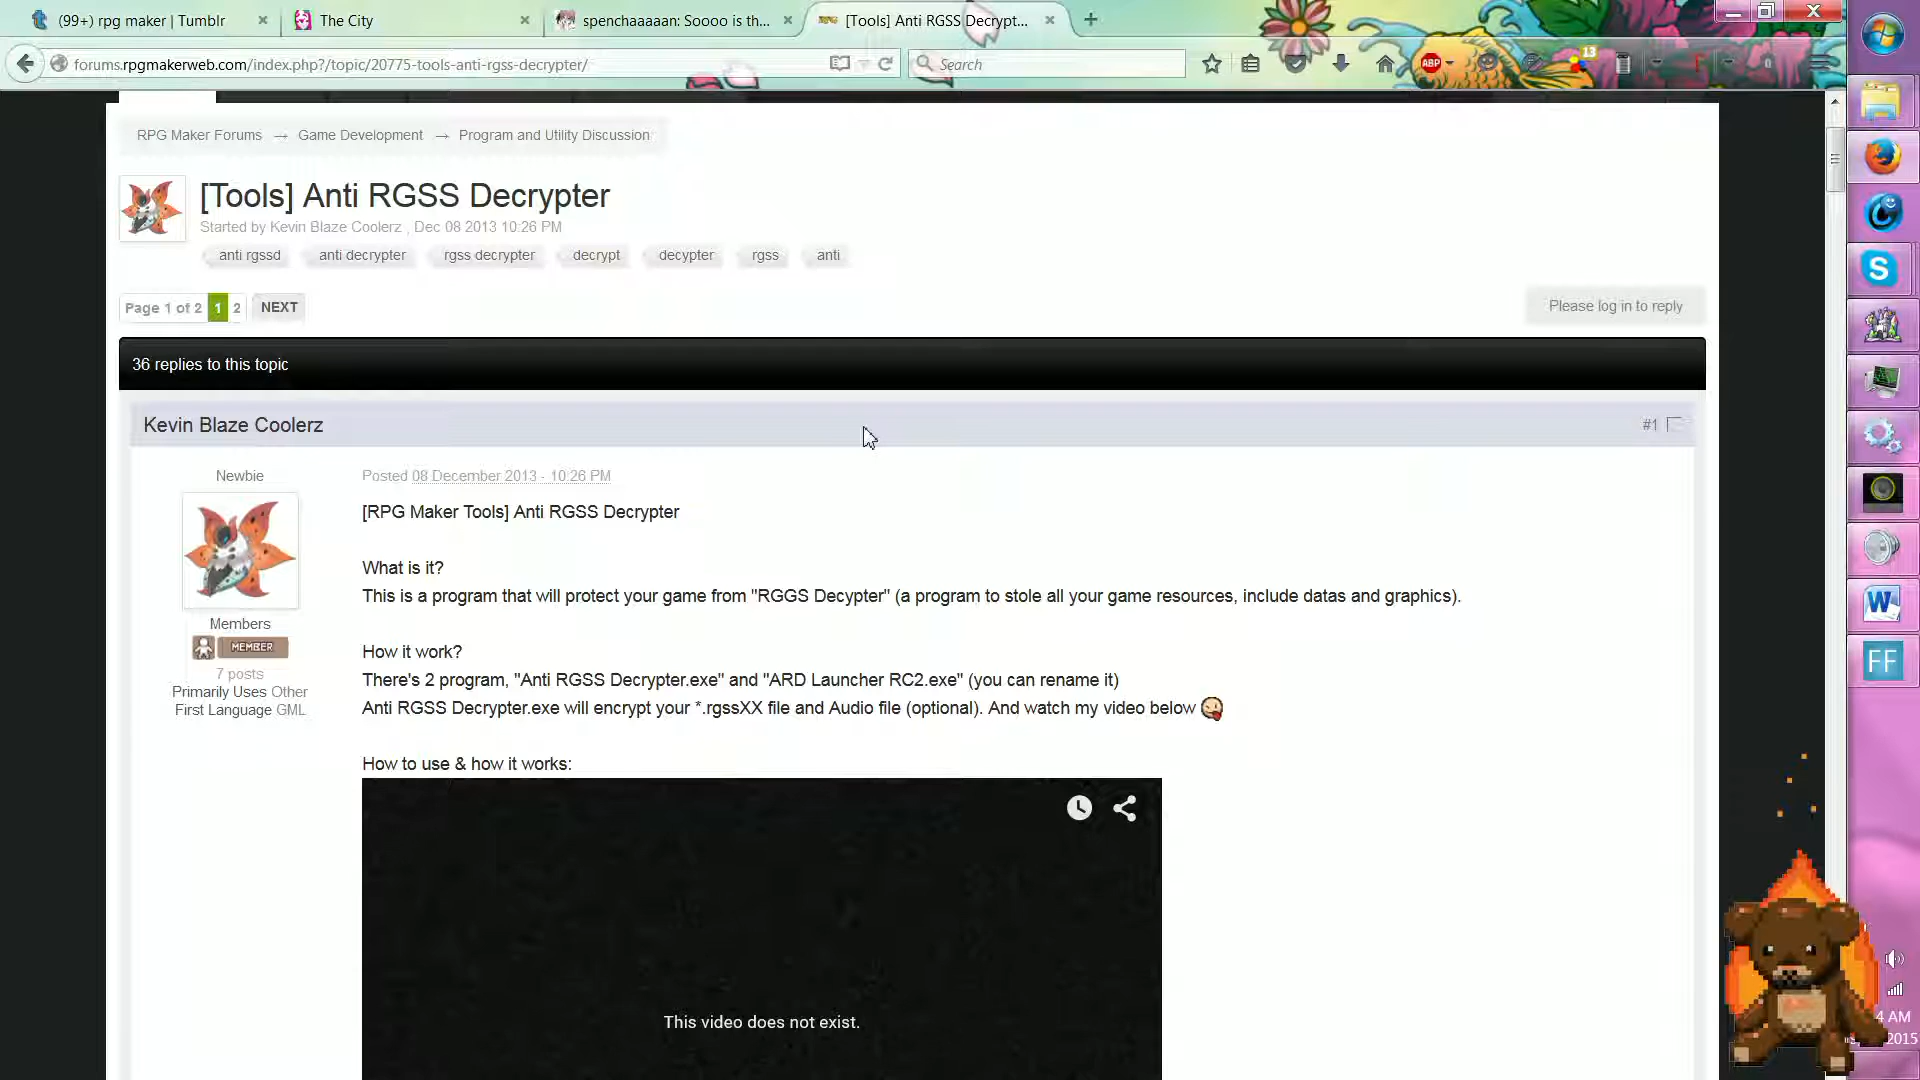 (99+) rpg maker | Tumblr
The City
spenchaaaaan: Soooo is th...
[Tools] Anti RGSS Decrypt...
forums.rpgmakerweb.com/index.php?/topic/20775-tools-anti-rgss-decrypter/
Search
ABP
13
RPG Maker Forums → Game Development → Program and Utility Discussion
[Tools] Anti RGSS Decrypter
Started by Kevin Blaze Coolerz , Dec 08 2013 10:26 PM
anti rgssd anti decrypter rgss decrypter decrypt decypter rgss anti
Page 1 of 2 1 2 NEXT
Please log in to reply
36 replies to this topic
Kevin Blaze Coolerz
#1
Newbie
Members
MEMBER
7 posts
Primarily Uses Other
First Language GML
Posted 08 December 2013 - 10:26 PM
[RPG Maker Tools] Anti RGSS Decrypter
What is it?
This is a program that will protect your game from "RGGS Decypter" (a program to stole all your game resources, include datas and graphics).
How it work?
There's 2 program, "Anti RGSS Decrypter.exe" and "ARD Launcher RC2.exe" (you can rename it)
Anti RGSS Decrypter.exe will encrypt your *.rgssXX file and Audio file (optional). And watch my video below
How to use & how it works:
This video does not exist.
S
W
FF
4 AM
2015